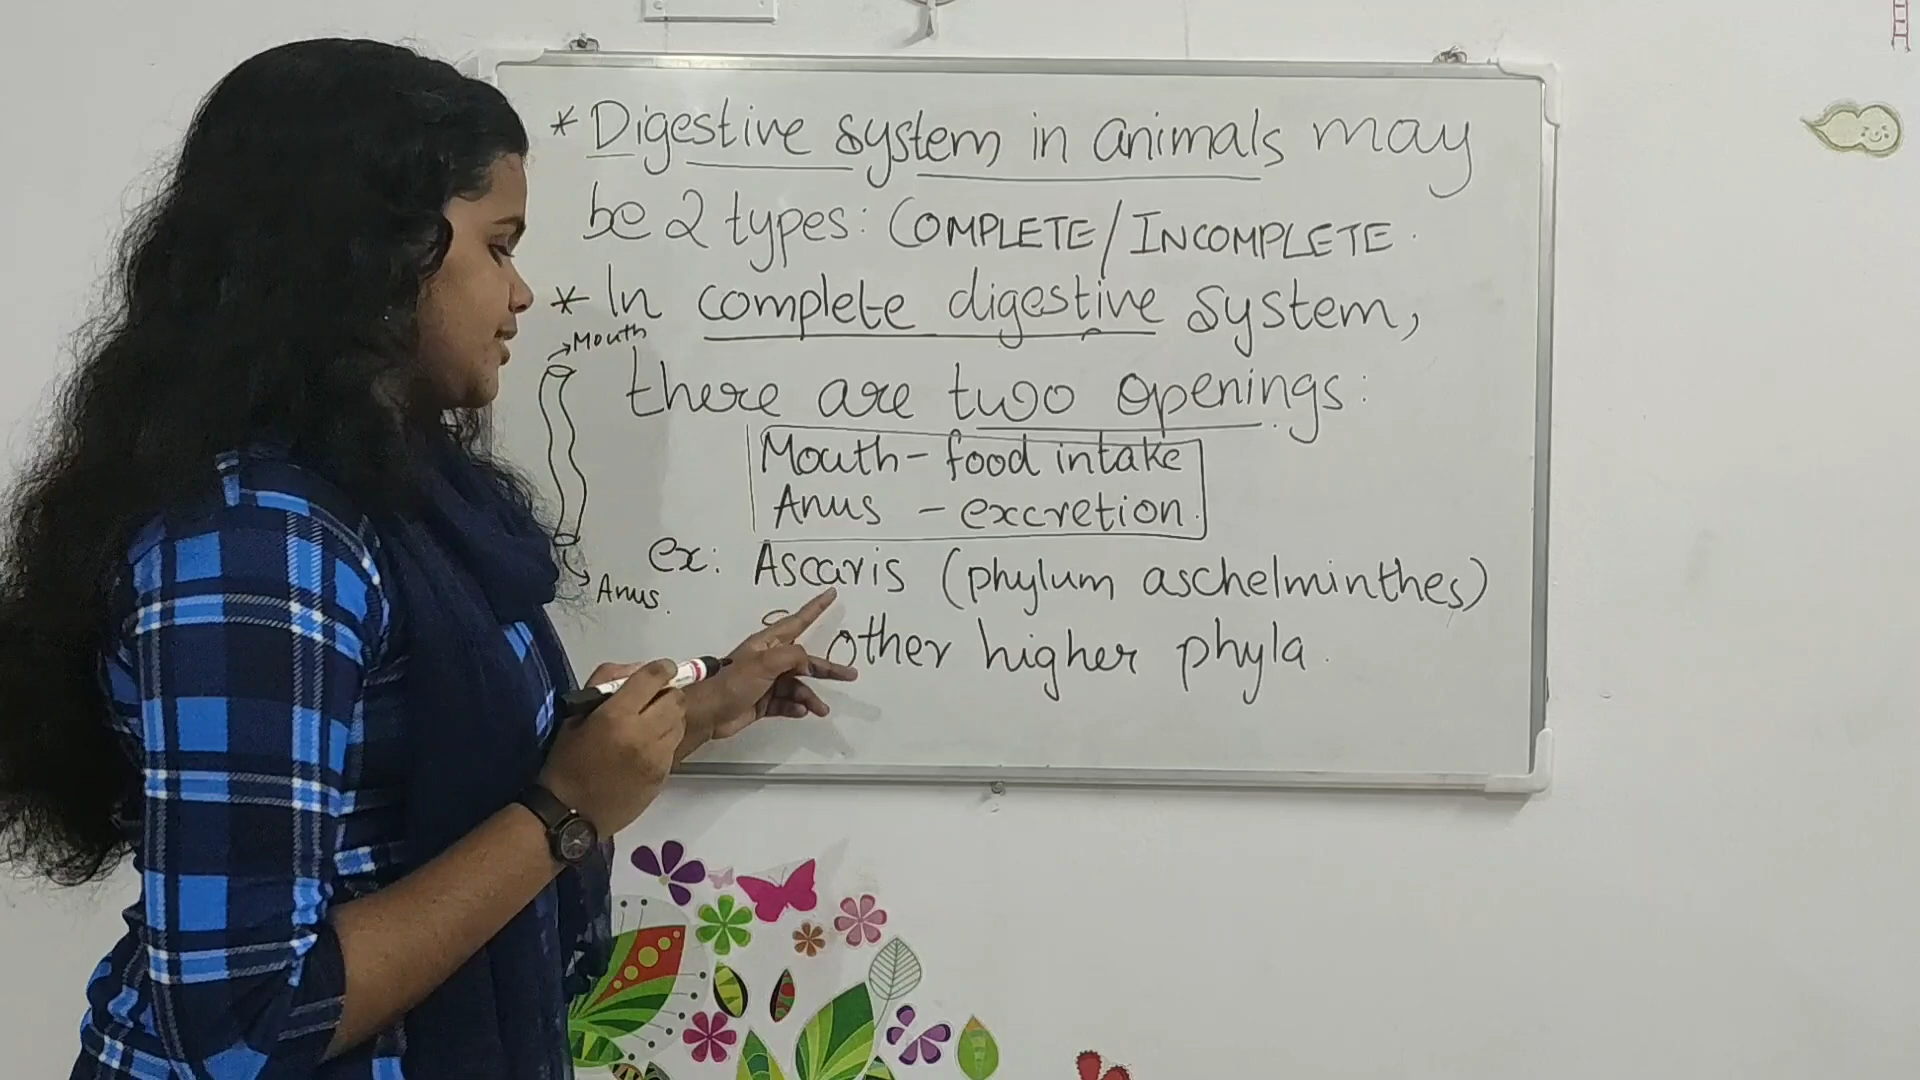 * Digestive system in animals may
be 2 types: COMPLETE/INCOMPLETE.
* In complete digestive system,
→Mouth
there are two openings:
Mouth - food intake
Anus - excretion.
ex: Ascaris (phylum aschelminthes)
Anus.
other higher phyla.